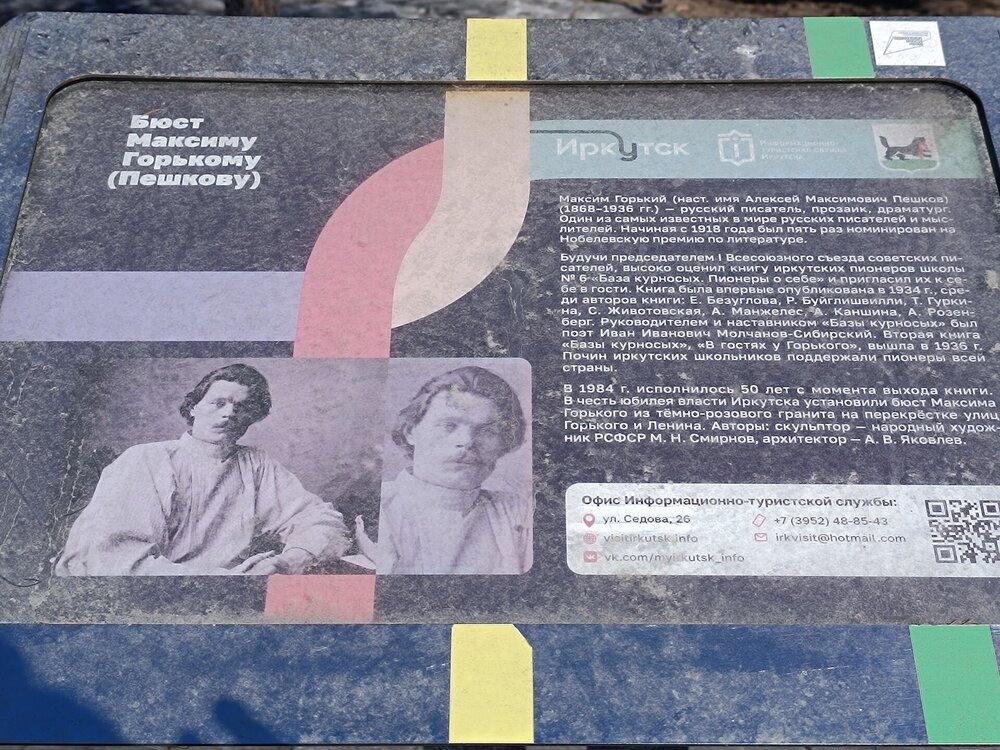 Бюст
Максиму
Горькому
(Пешкову)
Иркутск
Информационно-
туристская служба
Иркутска
Максим Горький (наст. имя Алексей Максимович Пешков)
(1868–1936 гг.) — русский писатель, прозаик, драматург.
Один из самых известных в мире русских писателей и мыс-
лителей. Начиная с 1918 года был пять раз номинирован на
Нобелевскую премию по литературе.
Будучи председателем I Всесоюзного съезда советских пи-
сателей, высоко оценил книгу иркутских пионеров школы
№ 6 «База курносых. Пионеры о себе» и пригласил их к се-
бе в гости. Книга была впервые опубликована в 1934 г., сре-
ди авторов книги: Е. Безуглова, Р. Буйглишвилли, Т. Гурки-
на, С. Животовская, А. Манжелес, А. Каншина, А. Розен-
берг. Руководителем и наставником «Базы курносых» был
поэт Иван Иванович Молчанов-Сибирский. Вторая книга
«Базы курносых», «В гостях у Горького», вышла в 1936 г.
Почин иркутских школьников поддержали пионеры всей
страны.
В 1984 г. исполнилось 50 лет с момента выхода книги.
В честь юбилея власти Иркутска установили бюст Максима
Горького из тёмно-розового гранита на перекрёстке улиц
Горького и Ленина. Авторы: скульптор — народный худож-
ник РСФСР М. Н. Смирнов, архитектор — А. В. Яковлев.
Офис Информационно-туристской службы:
ул. Седова, 26
+7 (3952) 48-85-43
visitirkutsk.info
irkvisit@hotmail.com
vk.com/myirkutsk_info